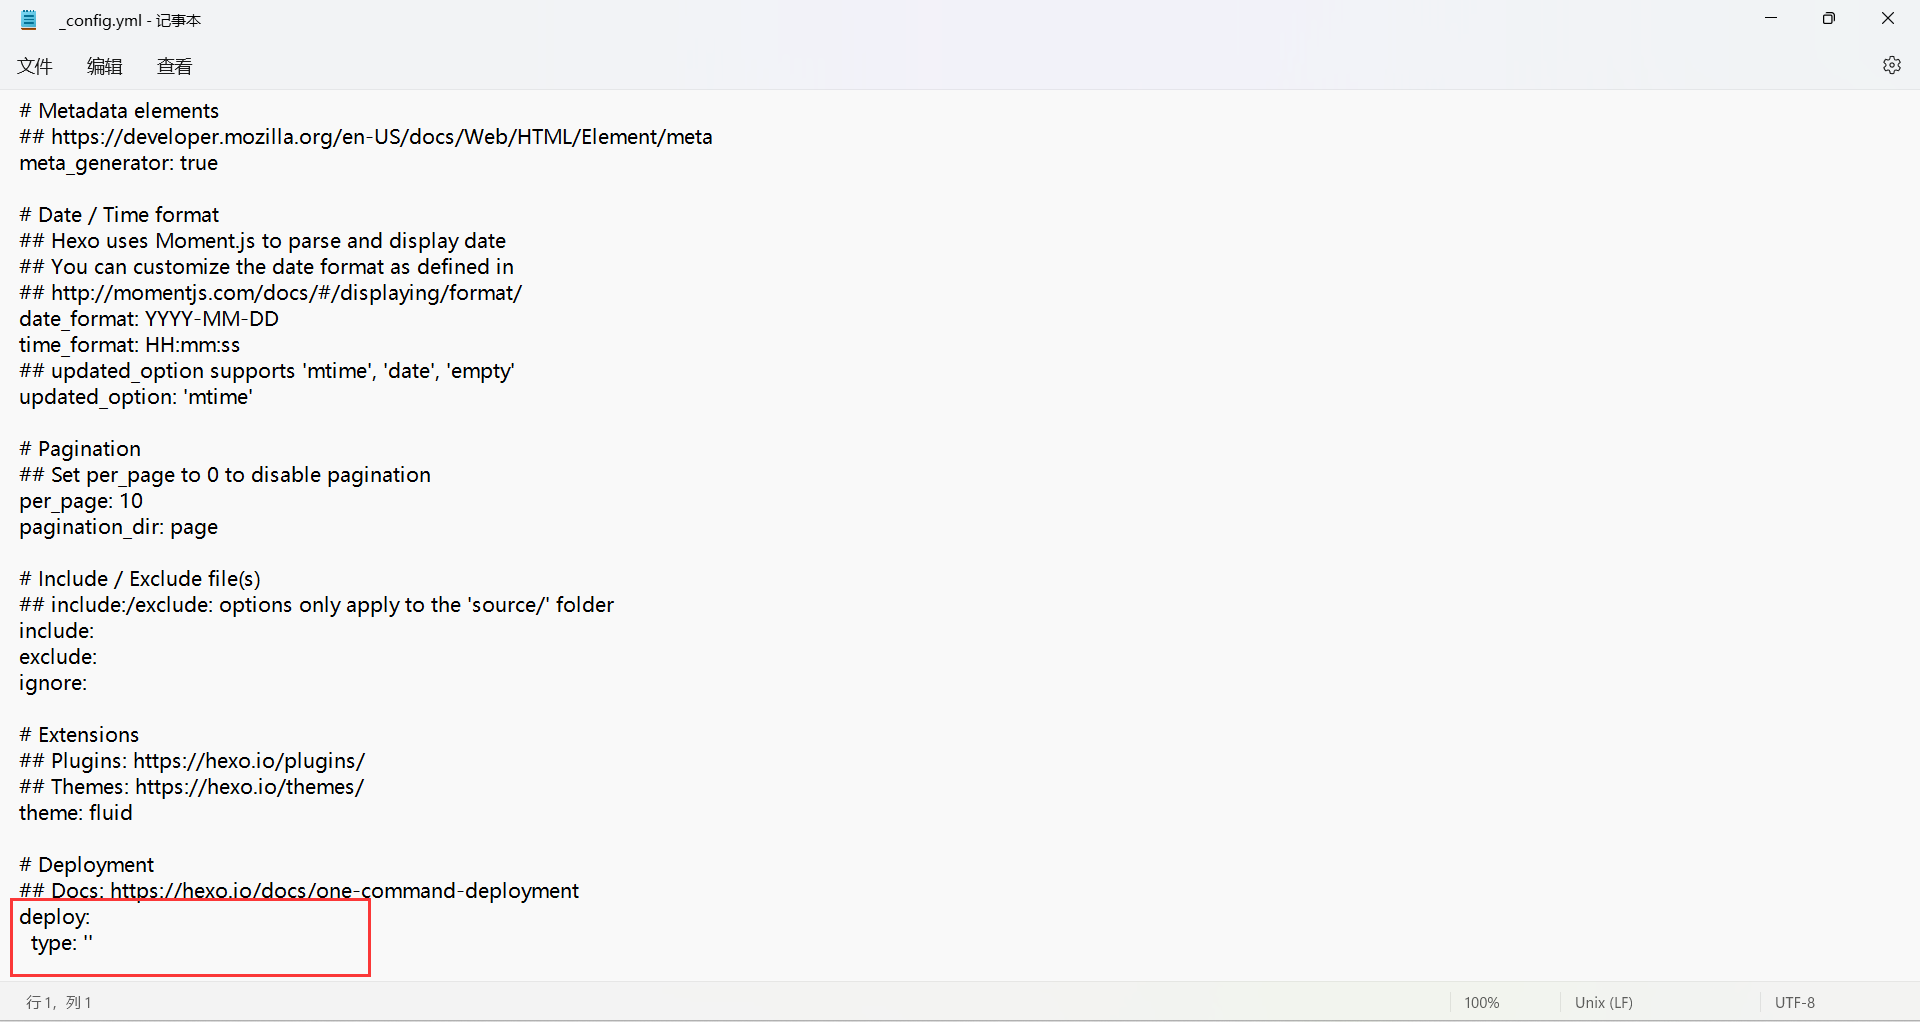 _config.yml - 记事本
文件 编辑 查看
# Metadata elements
## https://developer.mozilla.org/en-US/docs/Web/HTML/Element/meta
meta_generator: true
# Date / Time format
## Hexo uses Moment.js to parse and display date
## You can customize the date format as defined in
## http://momentjs.com/docs/#/displaying/format/
date_format: YYYY-MM-DD
time_format: HH:mm:ss
## updated_option supports 'mtime', 'date', 'empty'
updated_option: 'mtime'
# Pagination
## Set per_page to 0 to disable pagination
per_page: 10
pagination_dir: page
# Include / Exclude file(s)
## include:/exclude: options only apply to the 'source/' folder
include:
exclude:
ignore:
# Extensions
## Plugins: https://hexo.io/plugins/
## Themes: https://hexo.io/themes/
theme: fluid
# Deployment
## Docs: https://hexo.io/docs/one-command-deployment
deploy:
  type: ''
行 1，列 1 100% Unix (LF) UTF-8